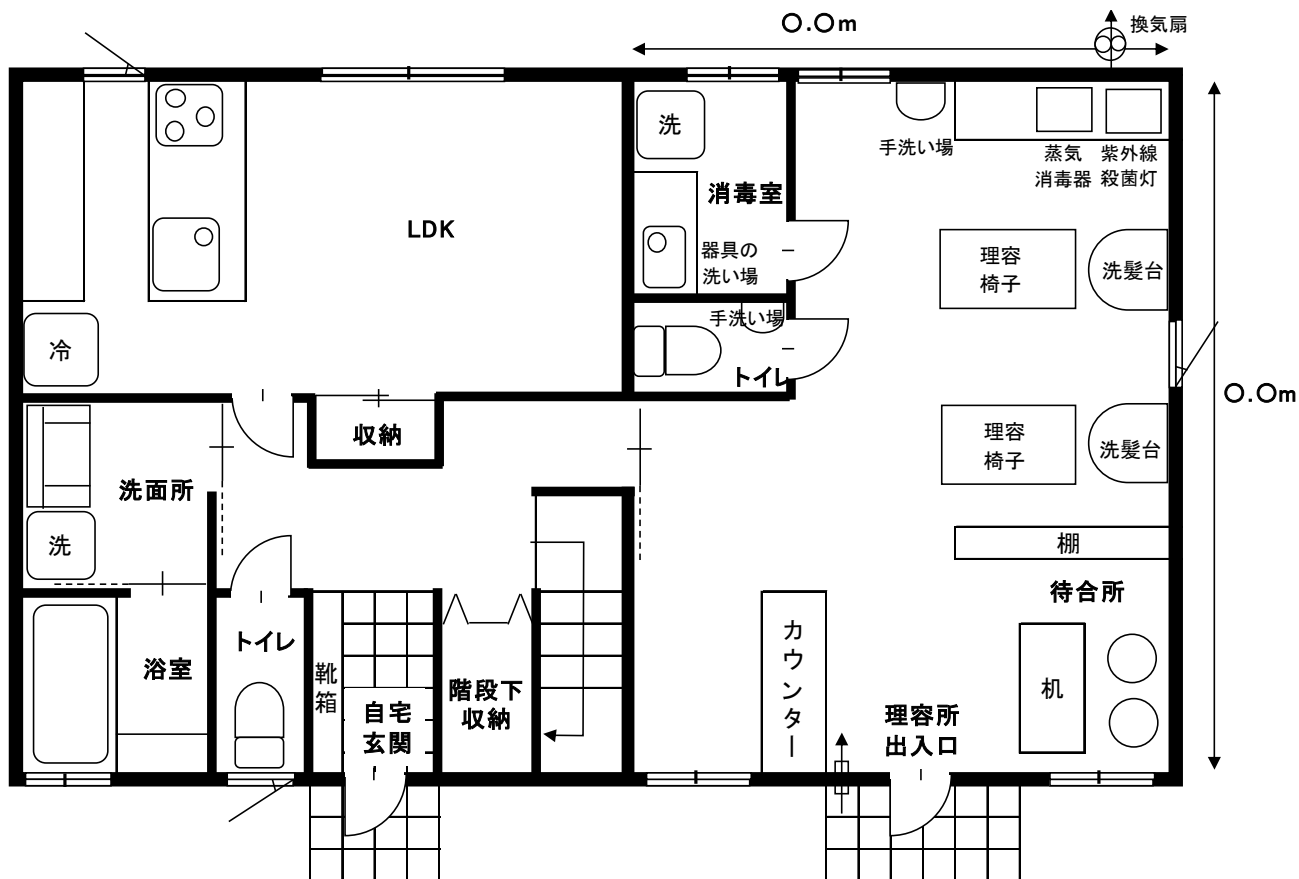 〇.〇m
換気扇
洗
手洗い場
蒸気
消毒器
紫外線
殺菌灯
消毒室
LDK
器具の
洗い場
理容
椅子
洗髪台
手洗い場
トイレ
冷
〇.〇m
収納
理容
椅子
洗髪台
洗面所
洗
棚
待合所
トイレ
浴室
靴
箱
階段下
収納
自宅
玄関
カウンター
机
理容所
出入口